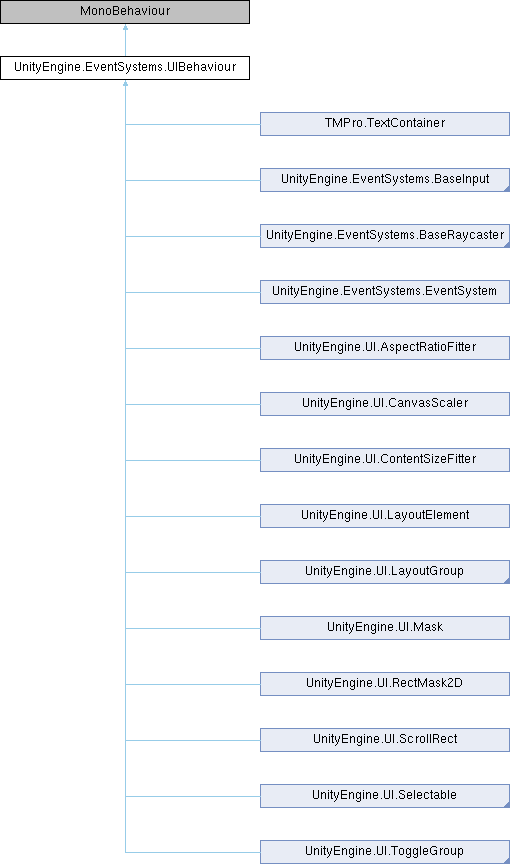 MonoBehaviour
UnityEngine.EventSystems.UIBehaviour
TMPro.TextContainer
UnityEngine.EventSystems.BaseInput
UnityEngine.EventSystems.BaseRaycaster
UnityEngine.EventSystems.EventSystem
UnityEngine.UI.AspectRatioFitter
UnityEngine.UI.CanvasScaler
UnityEngine.UI.ContentSizeFitter
UnityEngine.UI.LayoutElement
UnityEngine.UI.LayoutGroup
UnityEngine.UI.Mask
UnityEngine.UI.RectMask2D
UnityEngine.UI.ScrollRect
UnityEngine.UI.Selectable
UnityEngine.UI.ToggleGroup